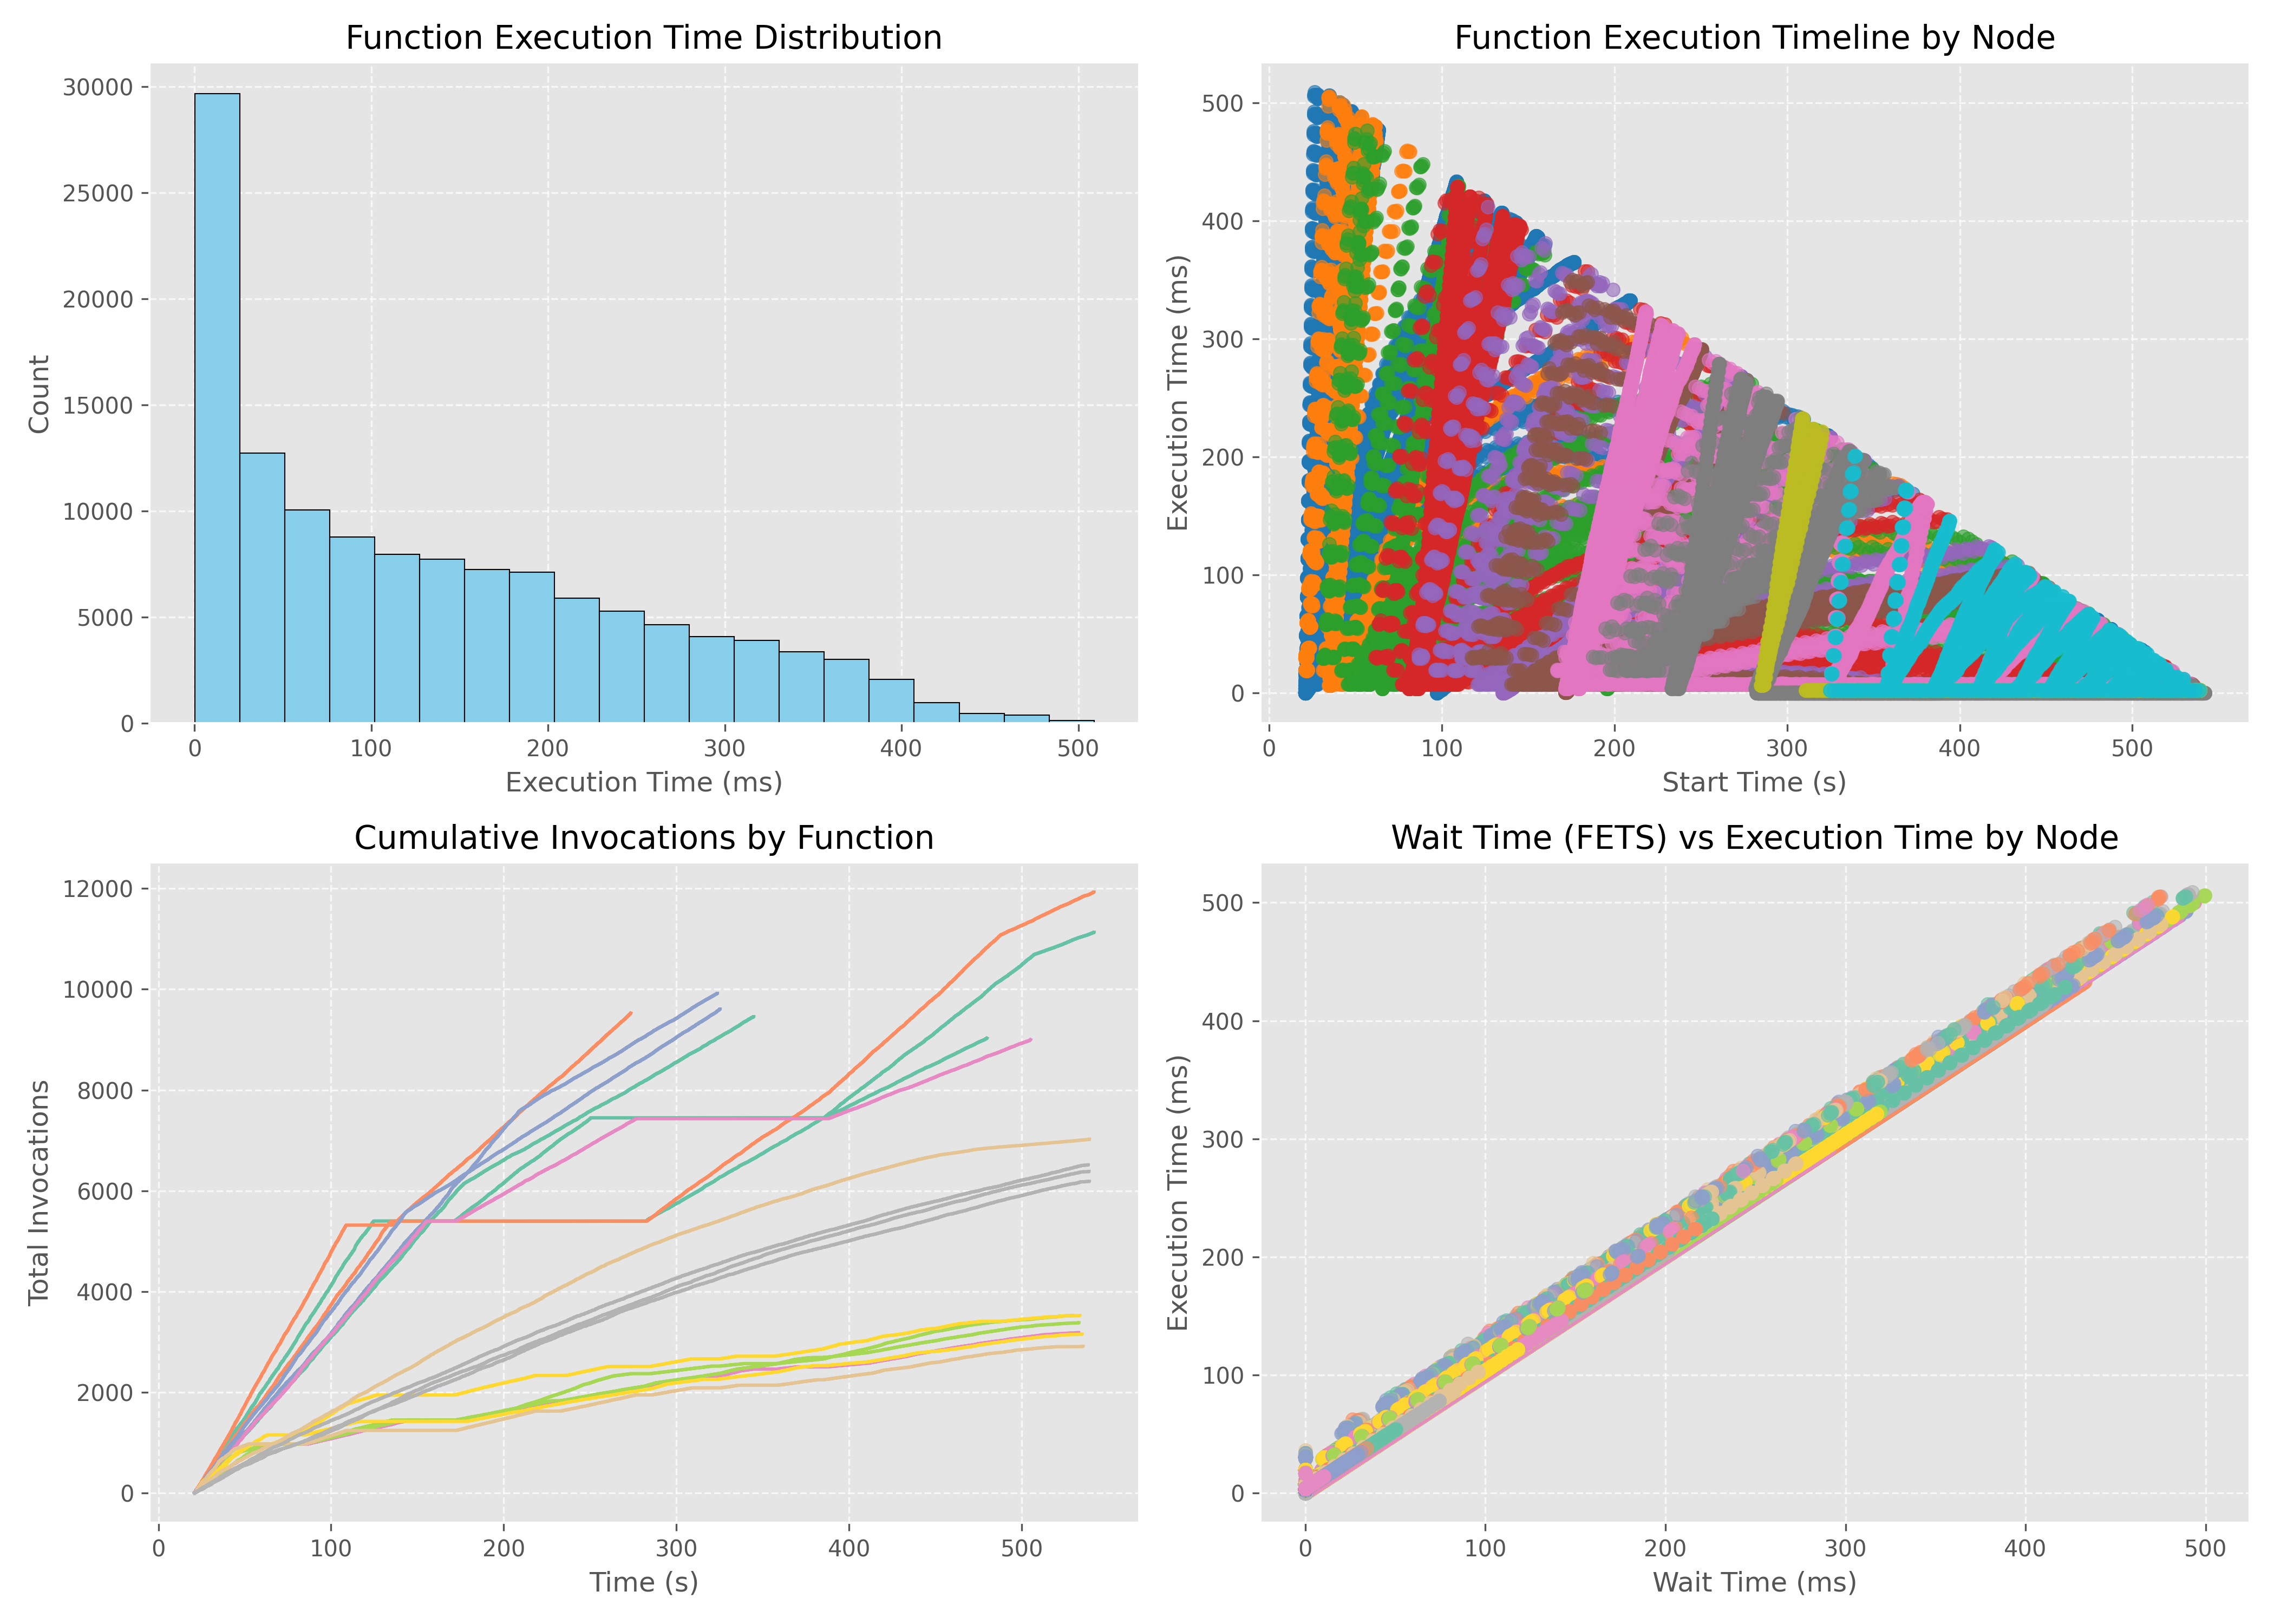 Function Execution Time Distribution
30000
25000
20000
15000
10000
5000
0
Count
0 100 200 300 400 500
Execution Time (ms)
Function Execution Timeline by Node
500
400
300
200
100
0
Execution Time (ms)
0 100 200 300 400 500
Start Time (s)
Cumulative Invocations by Function
12000
10000
8000
6000
4000
2000
0
Total Invocations
0 100 200 300 400 500
Time (s)
Wait Time (FETS) vs Execution Time by Node
500
400
300
200
100
0
Execution Time (ms)
0 100 200 300 400 500
Wait Time (ms)